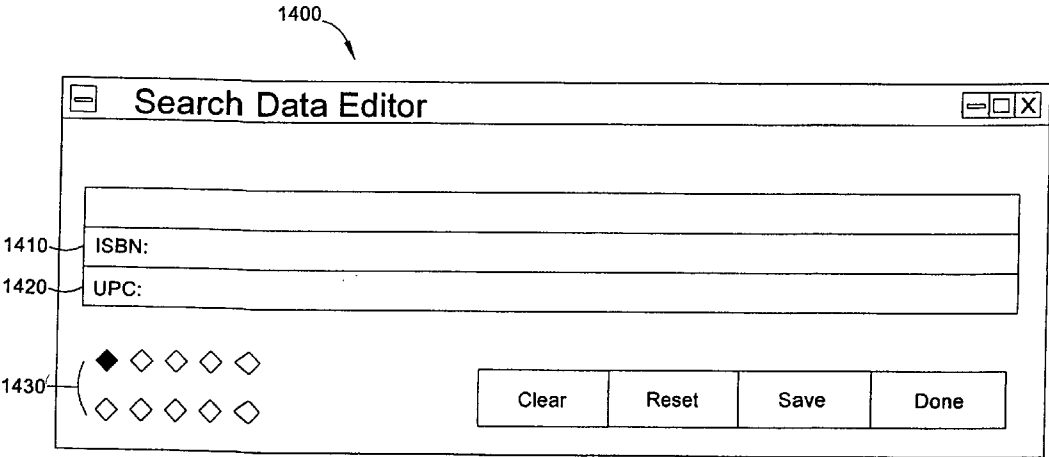 1400
Search Data Editor
1410 ISBN:
1420 UPC:
1430
Clear Reset Save Done